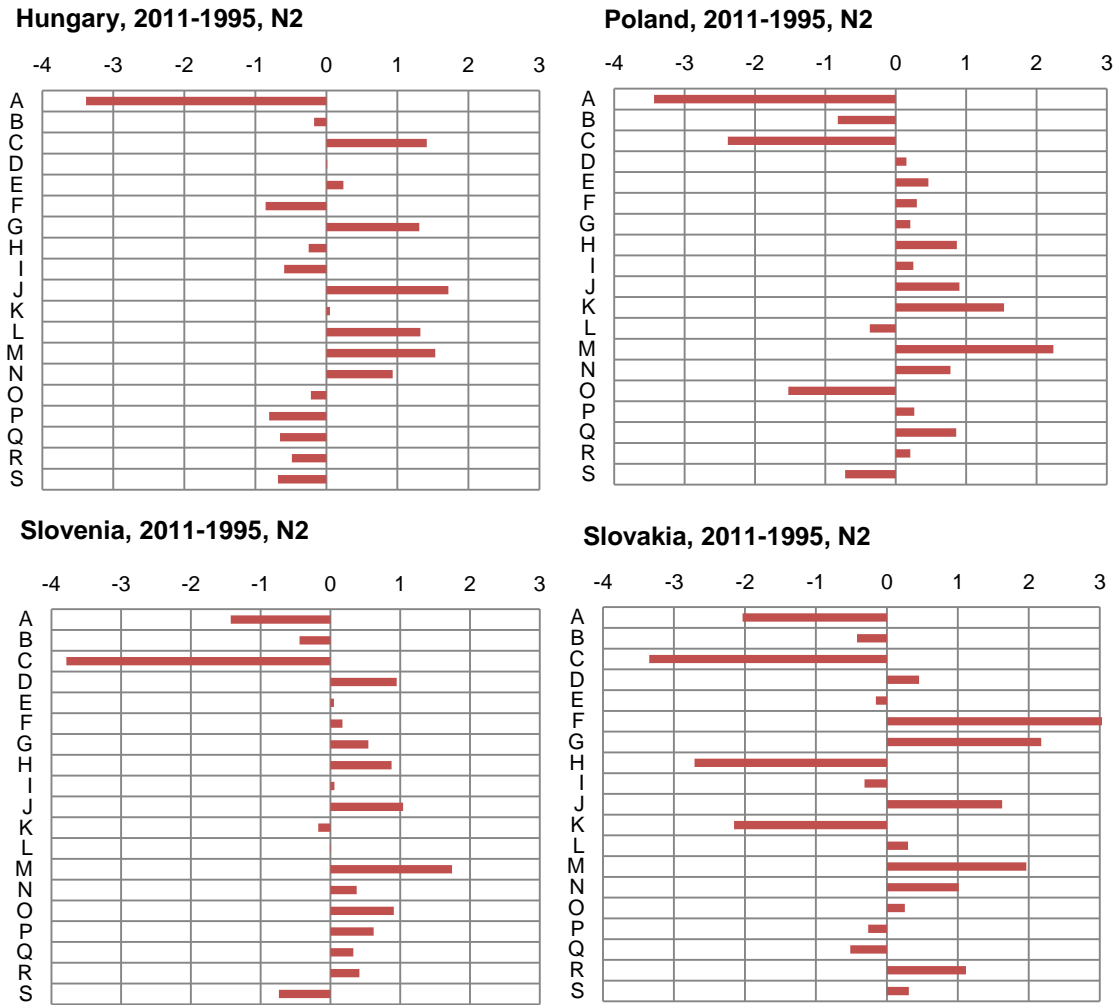 Hungary, 2011-1995, N2
-4 -3 -2 -1 0 1 2 3
A
B
C
D
E
F
G
H
I
J
K
L
M
N
O
P
Q
R
S
Poland, 2011-1995, N2
-4 -3 -2 -1 0 1 2 3
A
B
C
D
E
F
G
H
I
J
K
L
M
N
O
P
Q
R
S
Slovenia, 2011-1995, N2
-4 -3 -2 -1 0 1 2 3
A
B
C
D
E
F
G
H
I
J
K
L
M
N
O
P
Q
R
S
Slovakia, 2011-1995, N2
-4 -3 -2 -1 0 1 2 3
A
B
C
D
E
F
G
H
I
J
K
L
M
N
O
P
Q
R
S